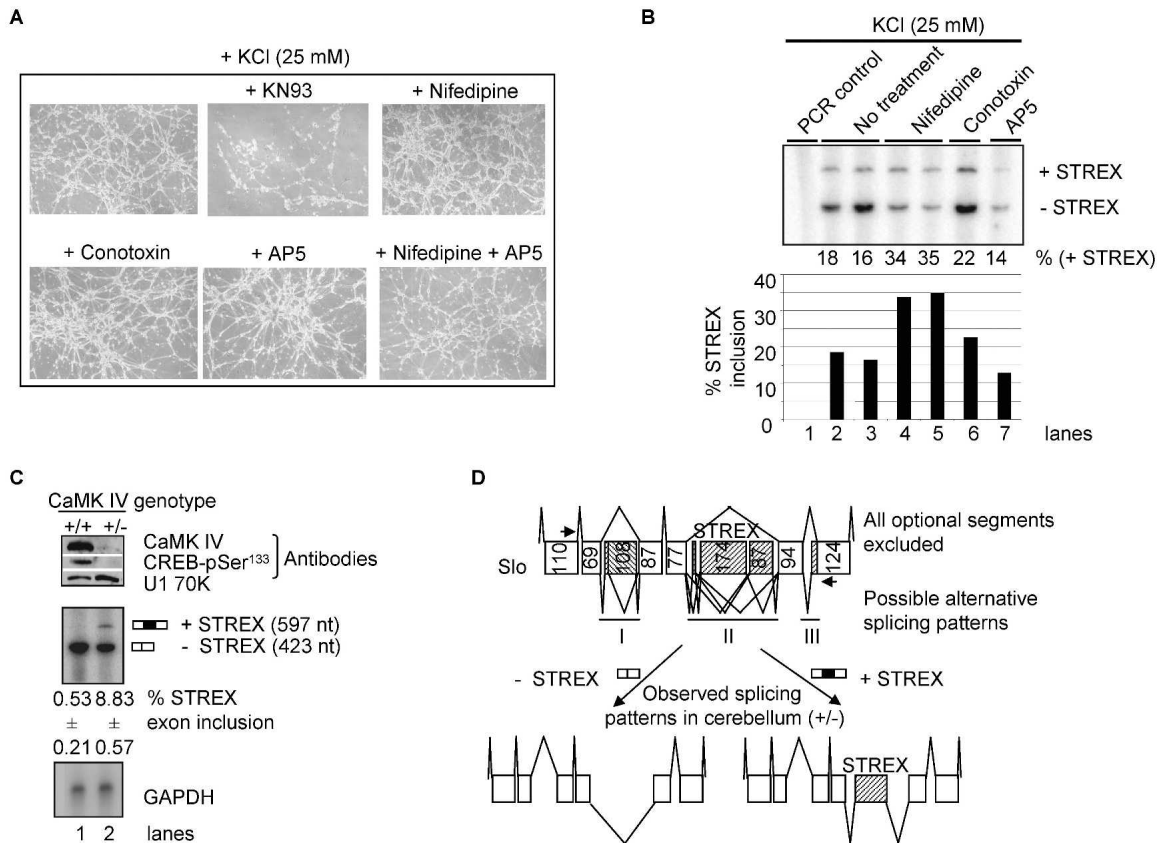 A
+ KCl (25 mM)
+ KN93
+ Nifedipine
+ Conotoxin
+ AP5
+ Nifedipine + AP5
B
KCl (25 mM)
PCR control
No treatment
Nifedipine
Conotoxin
AP5
+ STREX
- STREX
18 16 34 35 22 14 % (+ STREX)
% STREX inclusion
40
20
10
0
1 2 3 4 5 6 7 lanes
C
CaMK IV genotype
+/+ +/-
CaMK IV
CREB-pSer133
U1 70K
Antibodies
+ STREX (597 nt)
- STREX (423 nt)
0.53 8.83 % STREX
± ± exon inclusion
0.21 0.57
GAPDH
1 2 lanes
D
STREX
Slo
110 69 108 87 77 174 87 94 124
All optional segments
excluded
Possible alternative
splicing patterns
I II III
- STREX
+ STREX
Observed splicing
patterns in cerebellum (+/-)
STREX